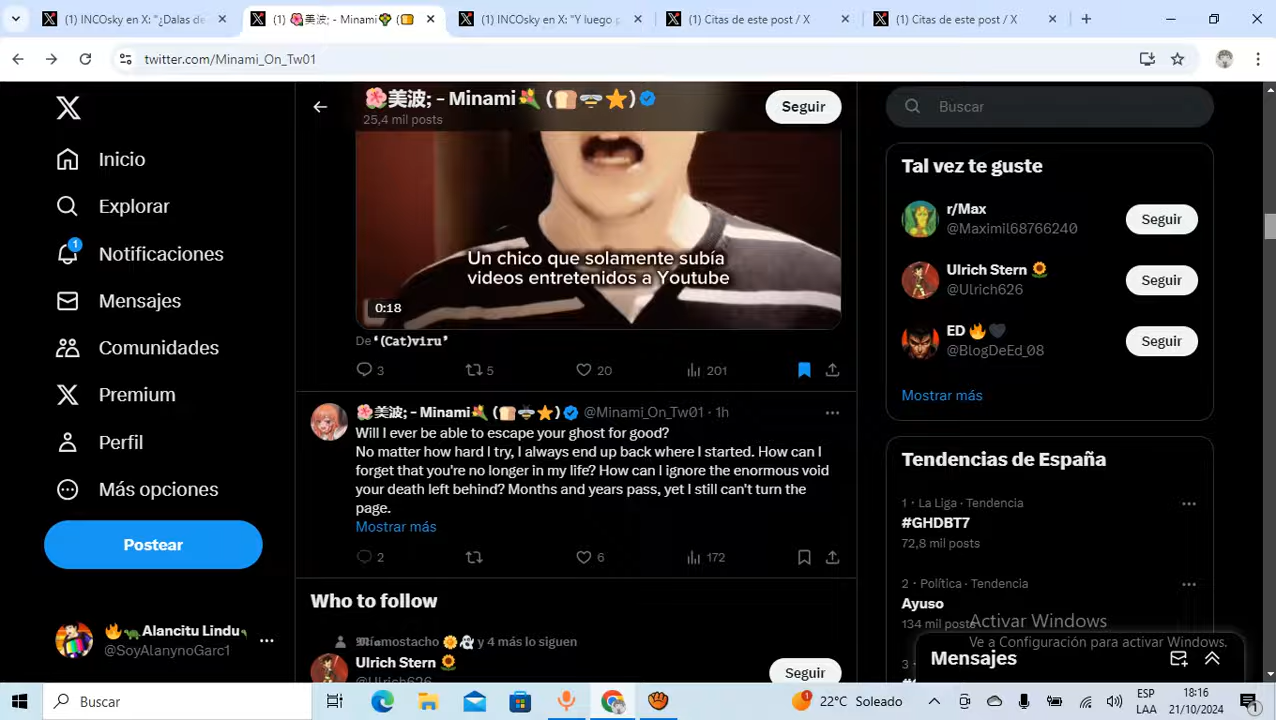 (1) INCOsky en X: "¿Dalas de
(1) 🌸美波; - Minami💐 (🍞
(1) INCOsky en X: "Y luego p
(1) Citas de este post / X
(1) Citas de este post / X
twitter.com/Minami_On_Tw01
Inicio
Explorar
1
Notificaciones
Mensajes
Comunidades
Premium
Perfil
Más opciones
Postear
🔥🦖Alancitu Lindu
@SoyAlanynoGarc1
🌸美波; - Minami💐 (🍞🐝⭐)
25,4 mil posts
Seguir
Un chico que solamente subía
videos entretenidos a Youtube
0:18
De "(Cat)viru"
3 5 20 201
🌸美波; - Minami💐 (🍞🐝⭐) @Minami_On_Tw01 · 1h
Will I ever be able to escape your ghost for good?
No matter how hard I try, I always end up back where I started. How can I
forget that you're no longer in my life? How can I ignore the enormous void
your death left behind? Months and years pass, yet I still can't turn the
page.
Mostrar más
2 6 172
Who to follow
amostacho 🌼👻 y 4 más lo siguen
Ulrich Stern 🌻
@Ulrich626
Seguir
Buscar
Tal vez te guste
r/Max
@Maximil68766240
Seguir
Ulrich Stern 🌻
@Ulrich626
Seguir
ED 🔥🖤
@BlogDeEd_08
Seguir
Mostrar más
Tendencias de España
1 · La Liga · Tendencia
#GHDBT7
72,8 mil posts
2 · Política · Tendencia
Ayuso
134 mil posts
3
Activar Windows
Ve a Configuración para activar Windows.
Mensajes
Buscar
1
22°C Soleado
ESP
LAA
18:16
21/10/2024
1